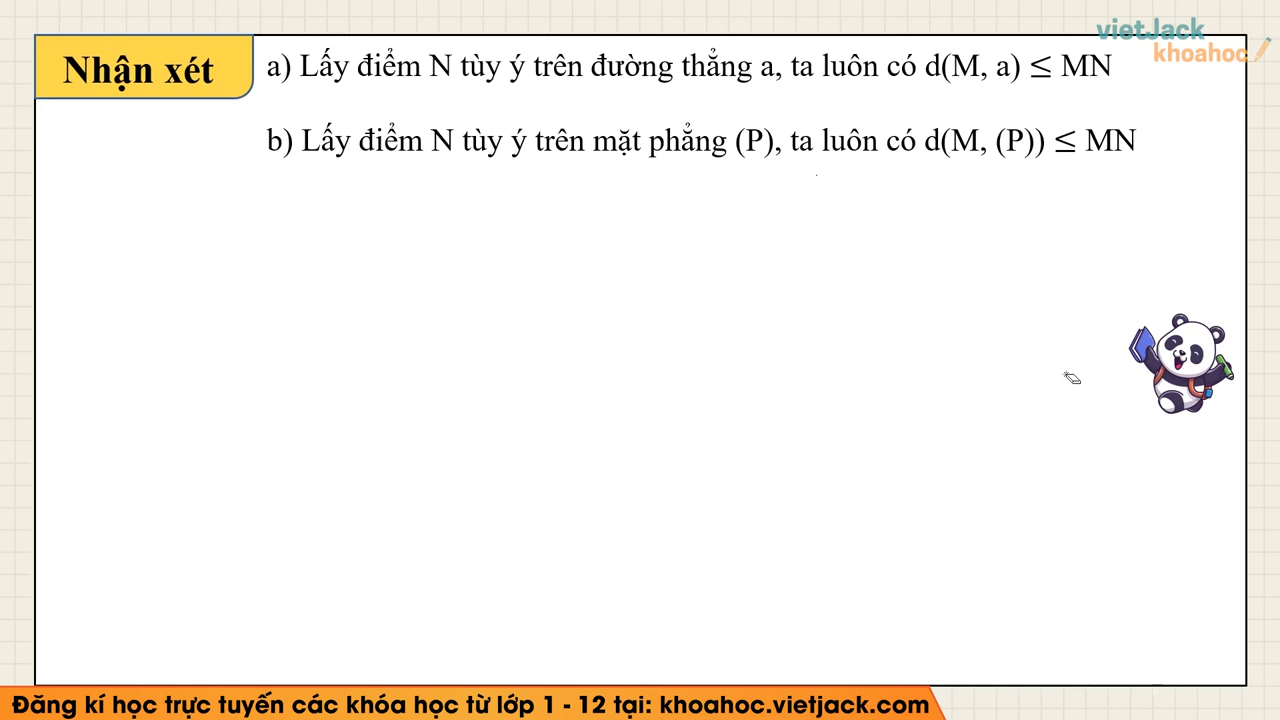 vietJack
khoahoc
Nhận xét
a) Lấy điểm N tùy ý trên đường thẳng a, ta luôn có d(M, a) ≤ MN
b) Lấy điểm N tùy ý trên mặt phẳng (P), ta luôn có d(M, (P)) ≤ MN
Đăng kí học trực tuyến các khóa học từ lớp 1 - 12 tại: khoahoc.vietjack.com